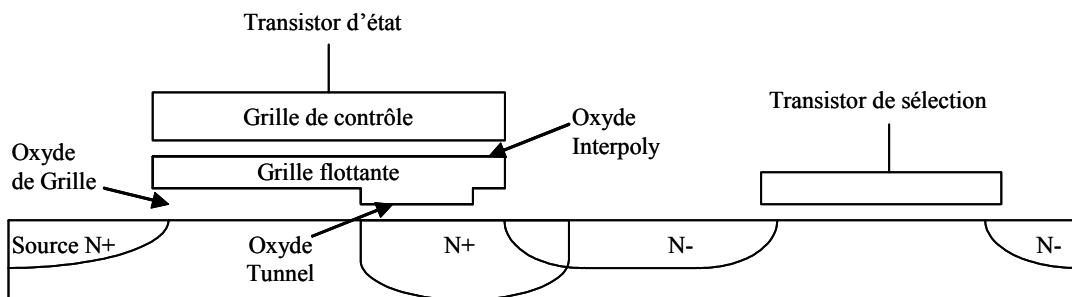 Transistor d'état
Grille de contrôle
Transistor de sélection
Oxyde
Interpoly
Oxyde
de Grille
Grille flottante
Source N+
Oxyde
Tunnel
N+
N-
N-